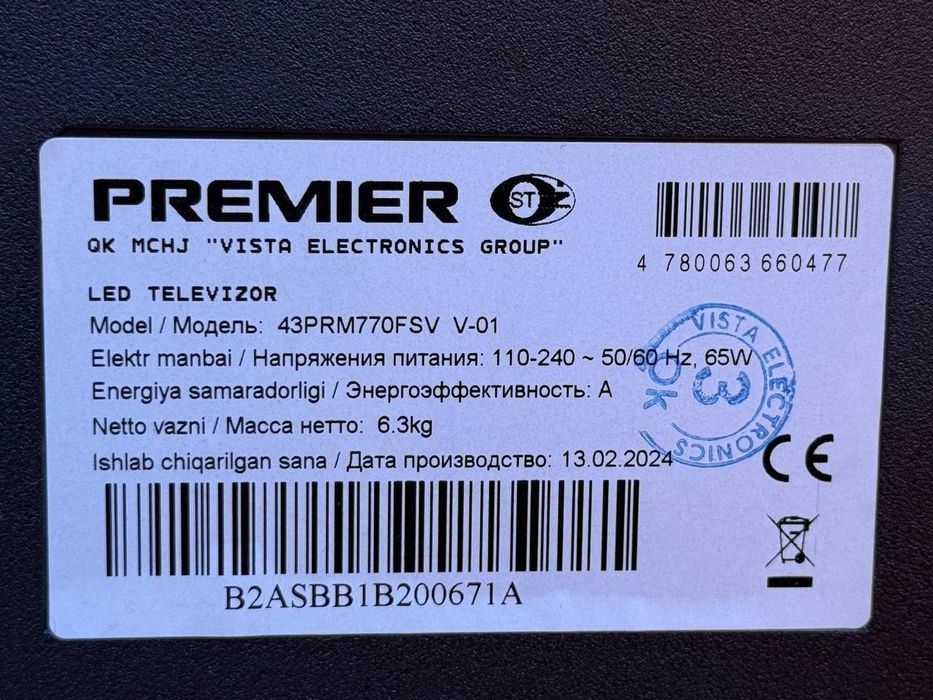 PREMIER
QK MCHJ "VISTA ELECTRONICS GROUP"
4 780063 660477
LED TELEVIZOR
Model / Модель: 43PRM770FSV V-01
Elektr manbai / Напряжения питания: 110-240 ~ 50/60 Hz, 65W
Energiya samaradorligi / Энергоэффективность: A
Netto vazni / Масса нетто: 6.3kg
Ishlab chiqarilgan sana / Дата производство: 13.02.2024
VISTA ELECTRONICS
QK
3
CE
B2ASBB1B200671A